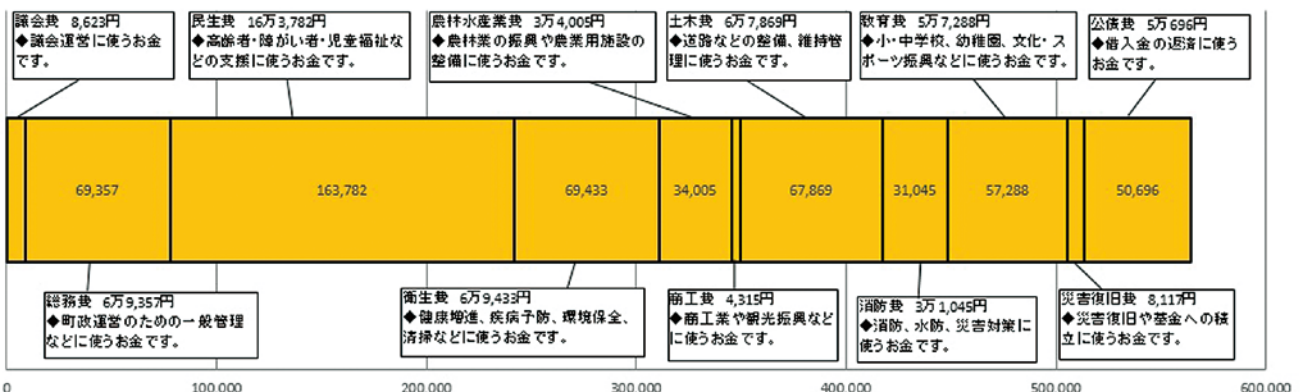 議会費 8,623円
◆議会運営に使うお金
です。
民生費 16万3,782円
◆高齢者・障がい者・児童福祉な
どの支援に使うお金です。
農林水産業費 3万4,005円
◆農林業の振興や農業用施設の
整備に使うお金です。
土木費 6万7,869円
◆道路などの整備、維持管
理に使うお金です。
教育費 5万7,288円
◆小・中学校、幼稚園、文化・ス
ポーツ振興などに使うお金です。
公債費 5万696円
◆借入金の返済に使う
お金です。
69,357
163,782
69,433
34,005
67,869
31,045
57,288
50,696
総務費 6万9,357円
◆町政運営のための一般管理
などに使うお金です。
衛生費 6万9,433円
◆健康増進、疾病予防、環境保全、
清掃などに使うお金です。
商工費 4,315円
◆商工業や観光振興など
に使うお金です。
消防費 3万1,045円
◆消防、水防、災害対策に
使うお金です。
災害復旧費 8,117円
◆災害復旧や基金への積
立に使うお金です。
0
100,000
200,000
300,000
400,000
500,000
600,000